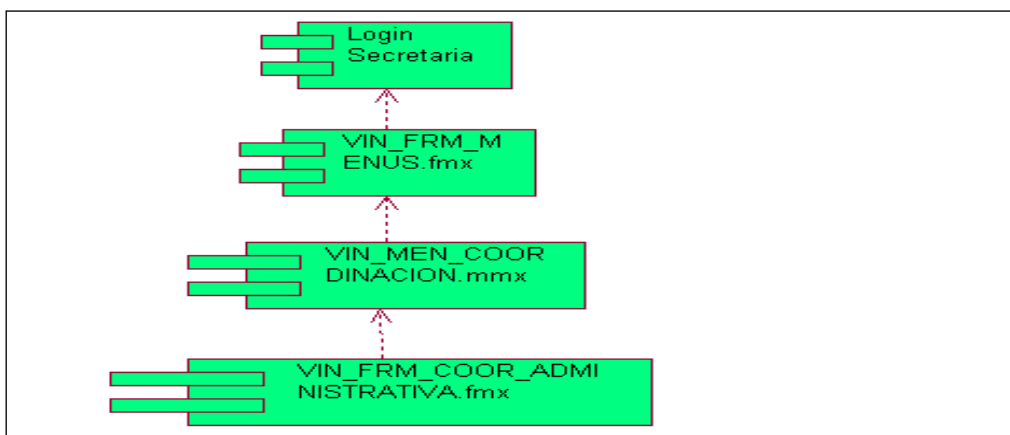 Login
Secretaria
VIN_FRM_M
ENUS.fmx
VIN_MEN_COOR
DINACION.mmx
VIN_FRM_COOR_ADMI
NISTRATIVA.fmx